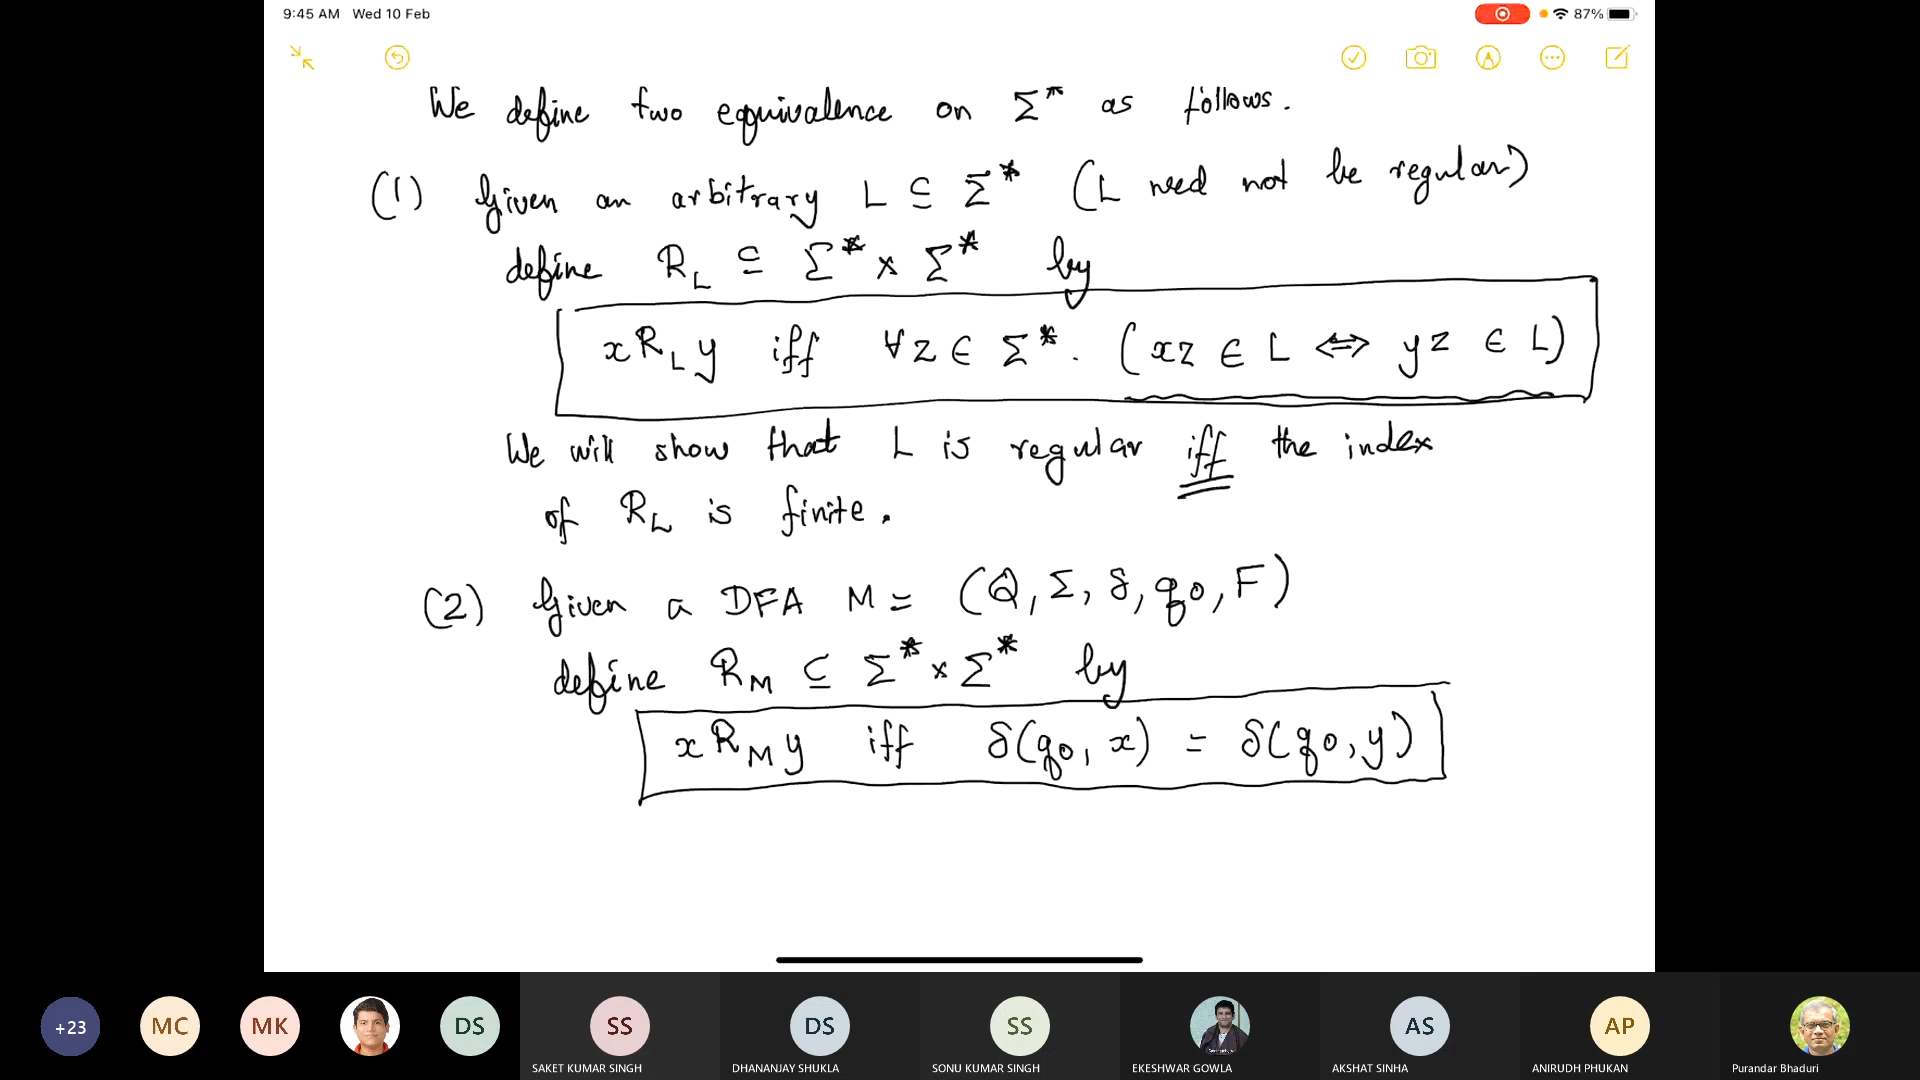 9:45 AM Wed 10 Feb
87%
We define two equivalence on Σ* as follows.
(1) Given an arbitrary L ⊆ Σ* (L need not be regular)
define R_L ⊆ Σ* × Σ* by
x R_L y iff ∀z ∈ Σ*. (xz ∈ L ⇔ yz ∈ L)
We will show that L is regular iff the index
of R_L is finite.
(2) Given a DFA M = (Q, Σ, δ, q0, F)
define R_M ⊆ Σ* × Σ* by
x R_M y iff δ(q0, x) = δ(q0, y)
+23 MC MK DS SS DS SS AS AP
SAKET KUMAR SINGH DHANANJAY SHUKLA SONU KUMAR SINGH EKESHWAR GOWLA AKSHAT SINHA ANIRUDH PHUKAN Purandar Bhaduri